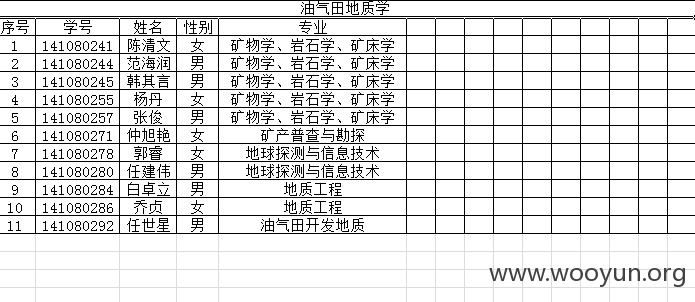 油气田地质学
序号 学号 姓名 性别 专业
1 141080241 陈清文 女 矿物学、岩石学、矿床学
2 141080244 范海润 男 矿物学、岩石学、矿床学
3 141080245 韩其言 男 矿物学、岩石学、矿床学
4 141080255 杨丹 女 矿物学、岩石学、矿床学
5 141080257 张俊 男 矿物学、岩石学、矿床学
6 141080271 仲旭艳 女 矿产普查与勘探
7 141080278 郭睿 女 地球探测与信息技术
8 141080280 任建伟 男 地球探测与信息技术
9 141080284 白卓立 男 地质工程
10 141080286 乔贞 女 地质工程
11 141080292 任世星 男 油气田开发地质
www.wooyun.org